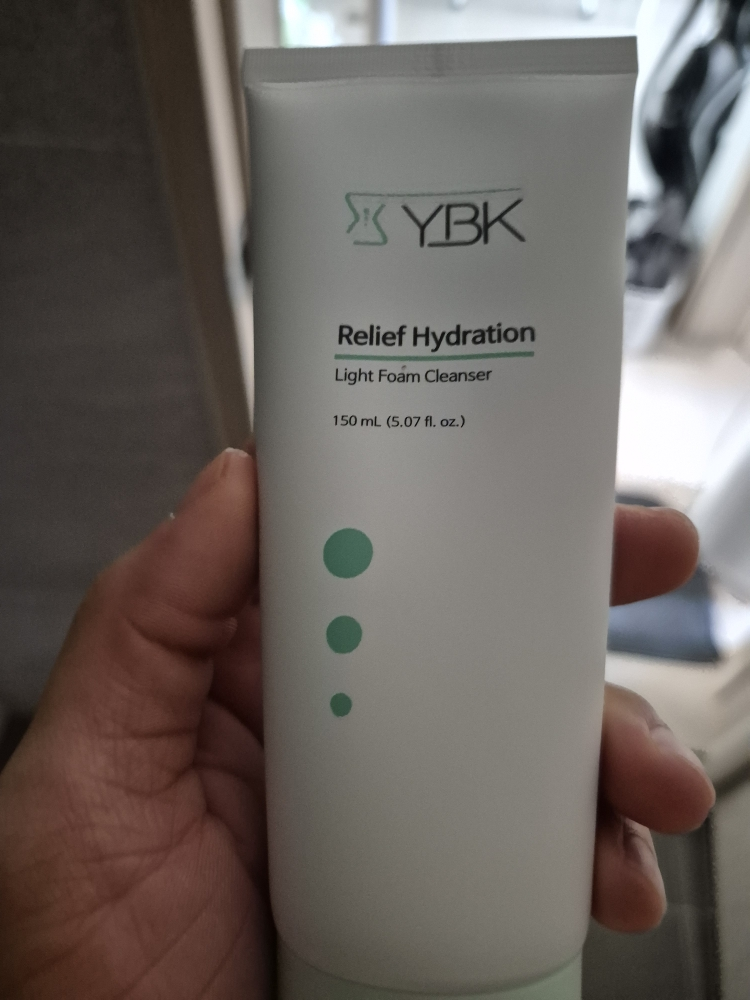 YBK
Relief Hydration
Light Foam Cleanser
150 mL (5.07 fl. oz.)